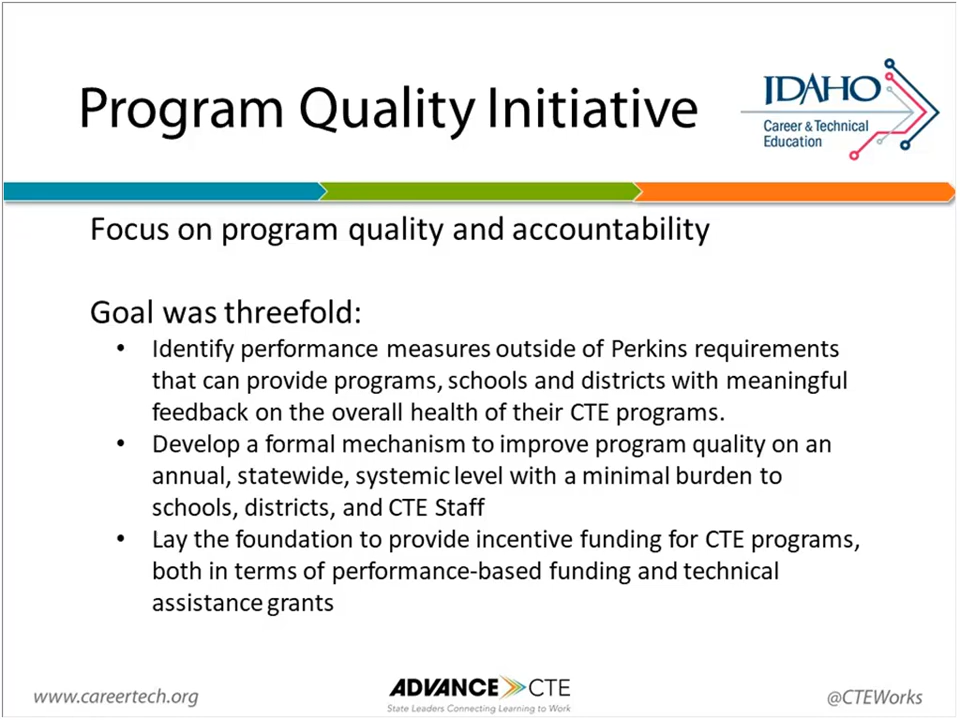 Program Quality Initiative
IDAHO
Career & Technical
Education
Focus on program quality and accountability
Goal was threefold:
• Identify performance measures outside of Perkins requirements
that can provide programs, schools and districts with meaningful
feedback on the overall health of their CTE programs.
• Develop a formal mechanism to improve program quality on an
annual, statewide, systemic level with a minimal burden to
schools, districts, and CTE Staff
• Lay the foundation to provide incentive funding for CTE programs,
both in terms of performance-based funding and technical
assistance grants
www.careertech.org
ADVANCE CTE
State Leaders Connecting Learning to Work
@CTEWorks